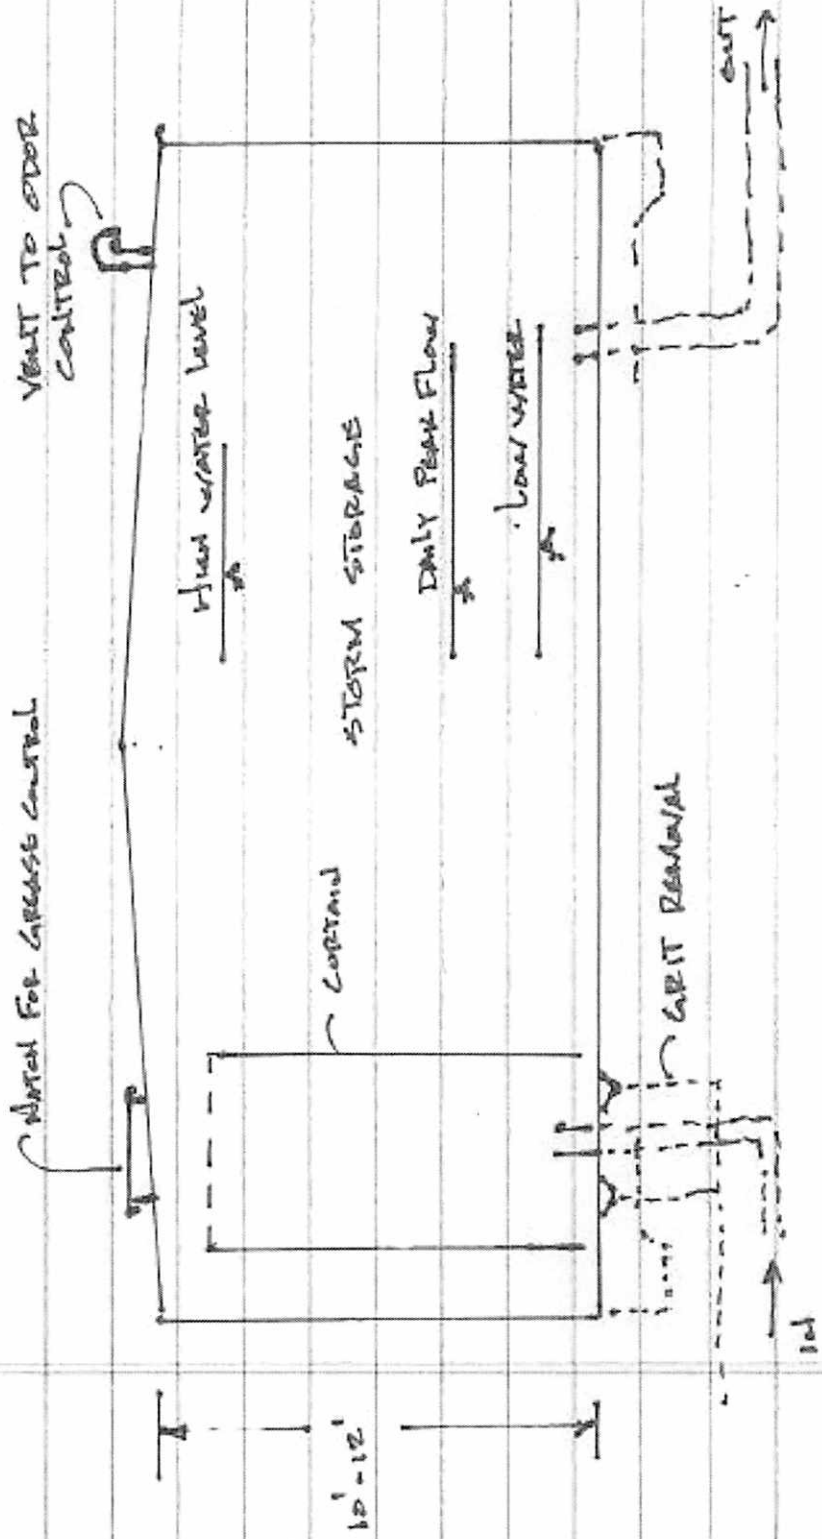 HATCH FOR GREASE CONTROL
VENT TO ODOR
CONTROL
HIGH WATER LEVEL
STORM STORAGE
CORTAIN
DAILY PEAK FLOW
LOW WATER
10'-12'
GRIT REMOVAL
IN
OUT